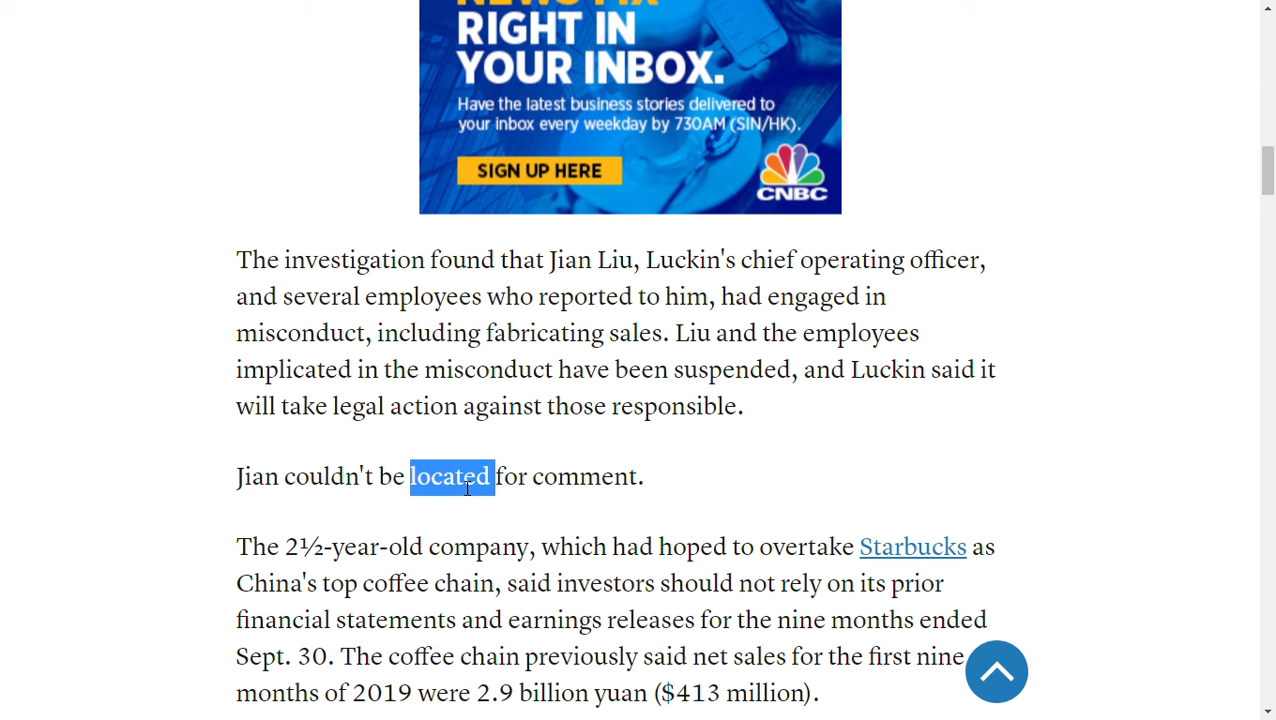 RIGHT IN
YOUR INBOX.
Have the latest business stories delivered to
your inbox every weekday by 730AM (SIN/HK).
SIGN UP HERE
CNBC
The investigation found that Jian Liu, Luckin's chief operating officer,
and several employees who reported to him, had engaged in
misconduct, including fabricating sales. Liu and the employees
implicated in the misconduct have been suspended, and Luckin said it
will take legal action against those responsible.
Jian couldn't be located for comment.
The 2½-year-old company, which had hoped to overtake Starbucks as
China's top coffee chain, said investors should not rely on its prior
financial statements and earnings releases for the nine months ended
Sept. 30. The coffee chain previously said net sales for the first nine
months of 2019 were 2.9 billion yuan ($413 million).